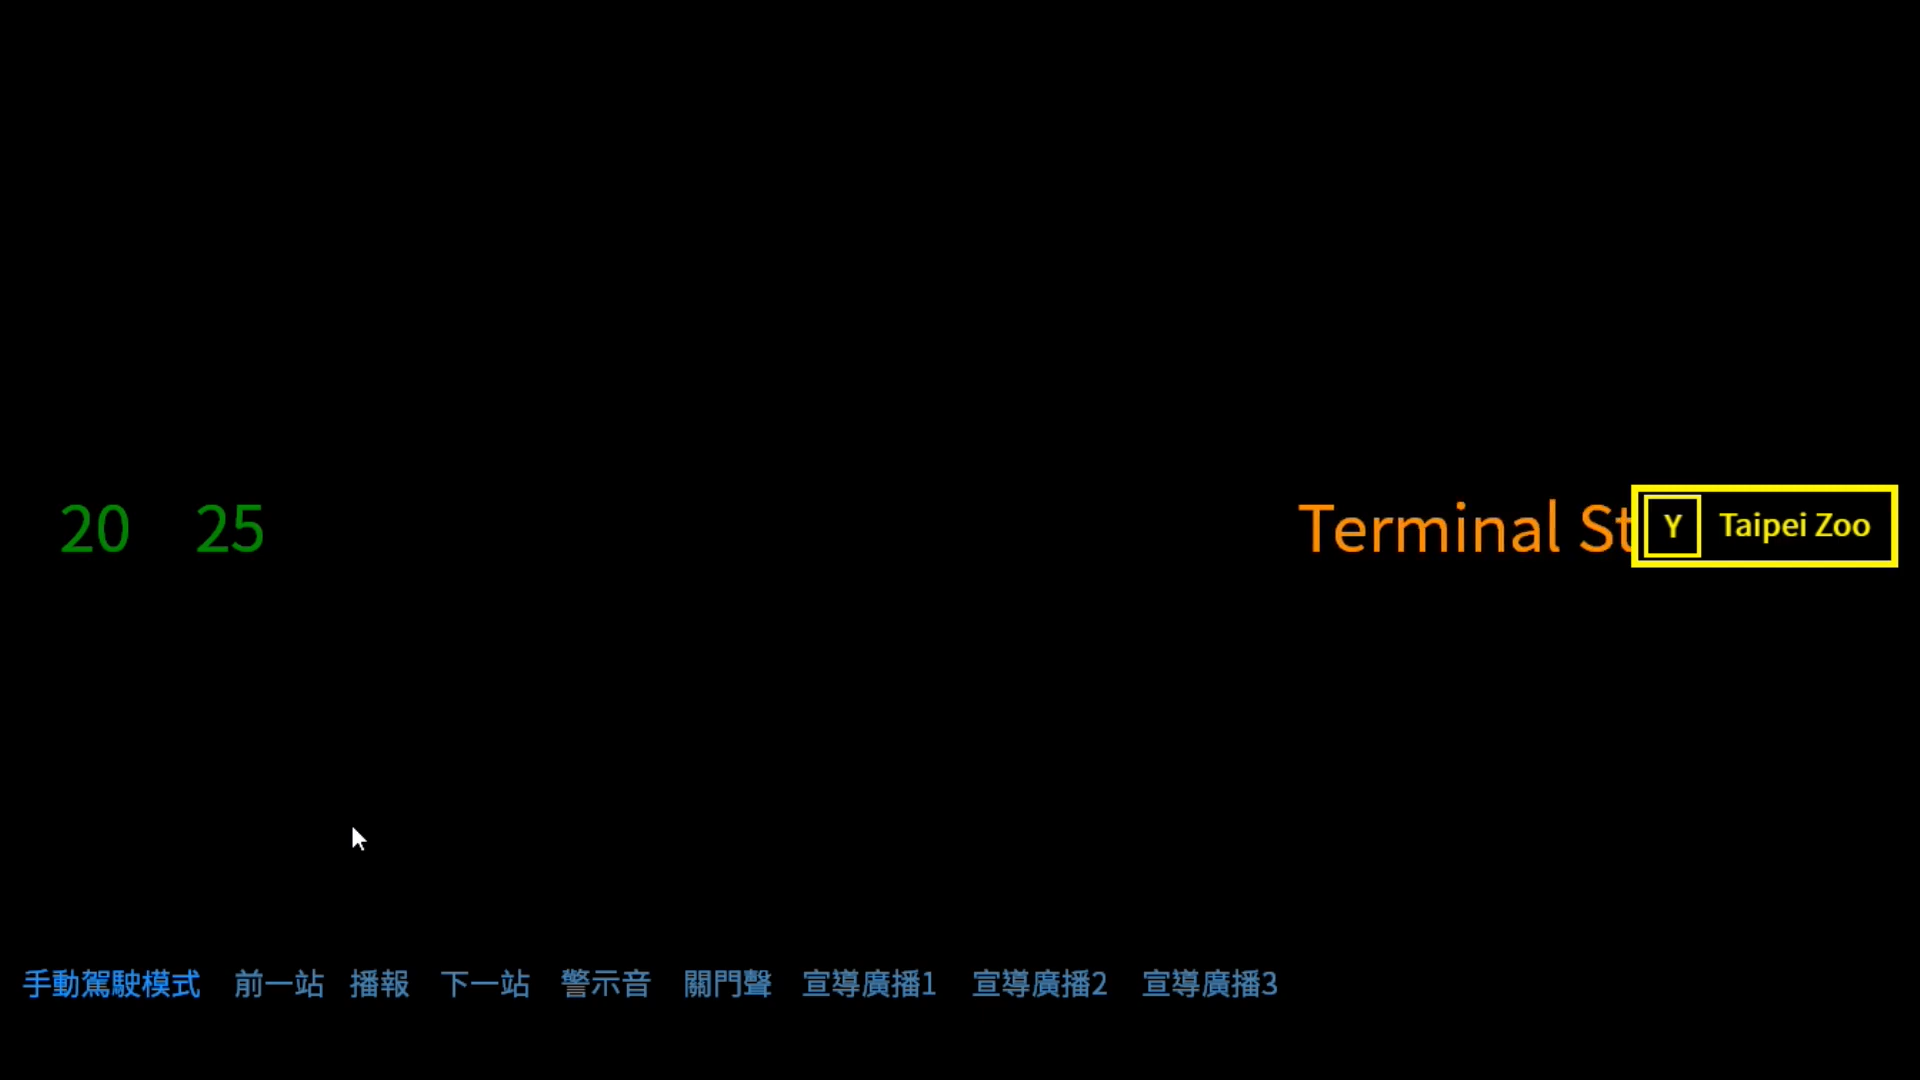 20 25 Terminal St Y Taipei Zoo
手動駕駛模式 前一站 播報 下一站 警示音 關門聲 宣導廣播1 宣導廣播2 宣導廣播3